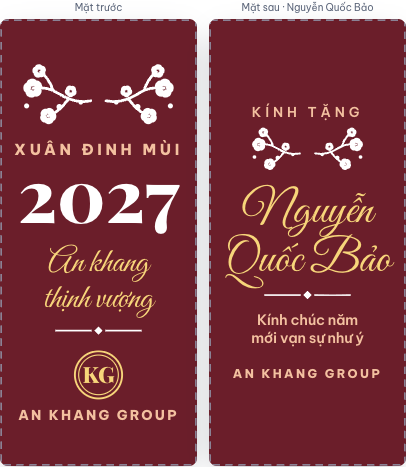 Mặt trước
XUÂN ĐINH MÙI
2027
An khang
thịnh vượng
KG
AN KHANG GROUP
Mặt sau · Nguyễn Quốc Bảo
KÍNH TẶNG
Nguyễn
Quốc Bảo
Kính chúc năm
mới vạn sự như ý
AN KHANG GROUP